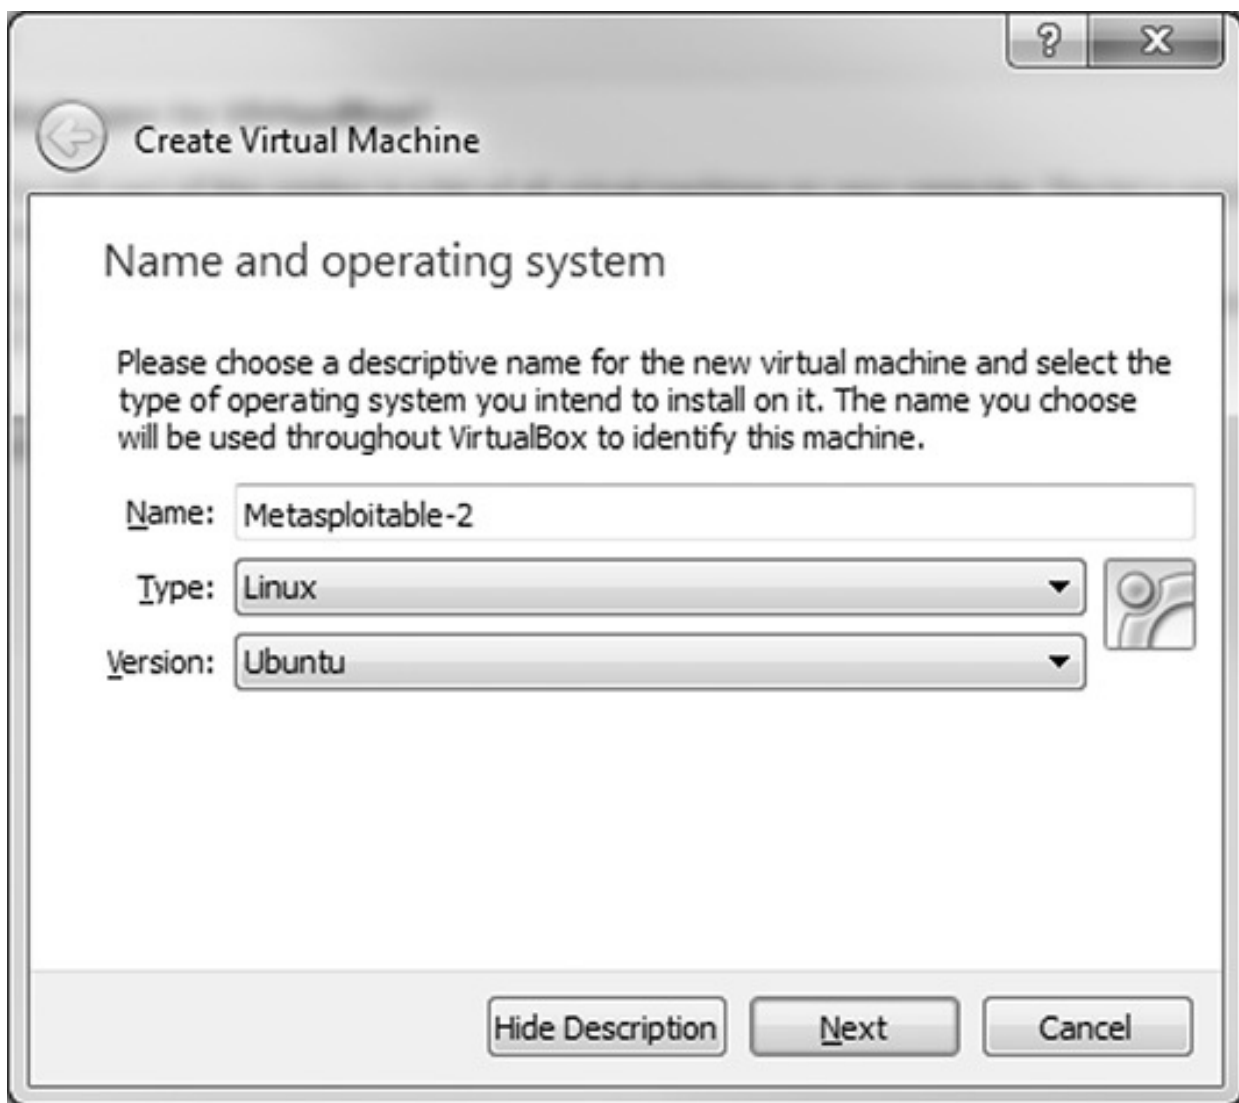 ?
X
Create Virtual Machine
Name and operating system
Please choose a descriptive name for the new virtual machine and select the
type of operating system you intend to install on it. The name you choose
will be used throughout VirtualBox to identify this machine.
Name: Metasploitable-2
Type: Linux
Version: Ubuntu
Hide Description Next Cancel